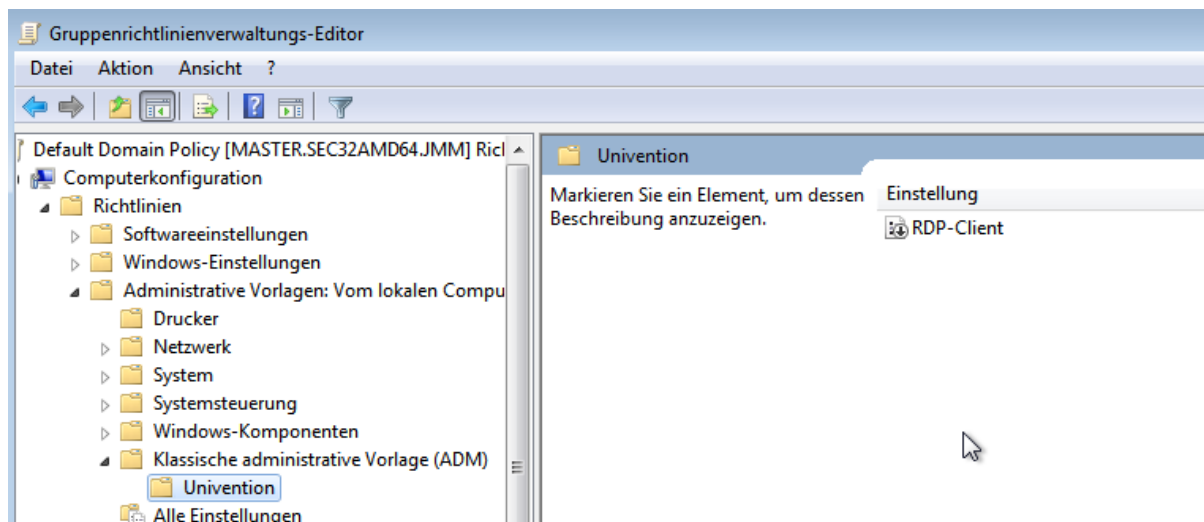 Gruppenrichtlinienverwaltungs-Editor
Datei Aktion Ansicht ?
Default Domain Policy [MASTER.SEC32AMD64.JMM] Ricl
Computerkonfiguration
Richtlinien
Softwareeinstellungen
Windows-Einstellungen
Administrative Vorlagen: Vom lokalen Compu
Drucker
Netzwerk
System
Systemsteuerung
Windows-Komponenten
Klassische administrative Vorlage (ADM)
Univention
Alle Einstellungen
Univention
Markieren Sie ein Element, um dessen
Beschreibung anzuzeigen.
Einstellung
RDP-Client